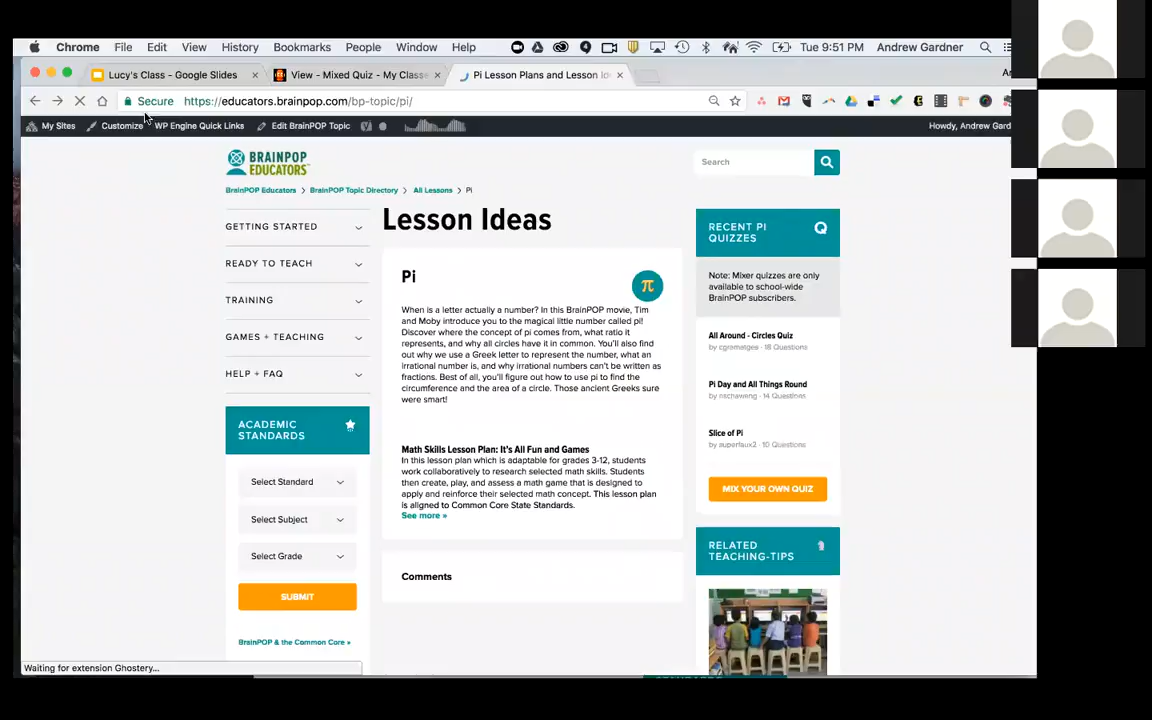 Chrome File Edit View History Bookmarks People Window Help Tue 9:51 PM Andrew Gardner
Lucy's Class - Google Slides
View - Mixed Quiz - My Classe
Pi Lesson Plans and Lesson Id
Secure https://educators.brainpop.com/bp-topic/pi/
My Sites Customize WP Engine Quick Links Edit BrainPOP Topic Howdy, Andrew Gard
BRAINPOP
EDUCATORS
Search
BrainPOP Educators > BrainPOP Topic Directory > All Lessons > Pi
GETTING STARTED
READY TO TEACH
TRAINING
GAMES + TEACHING
HELP + FAQ
ACADEMIC
STANDARDS
Select Standard
Select Subject
Select Grade
SUBMIT
BrainPOP & the Common Core »
Lesson Ideas
Pi
π
When is a letter actually a number? In this BrainPOP movie, Tim
and Moby introduce you to the magical little number called pi!
Discover where the concept of pi comes from, what ratio it
represents, and why all circles have it in common. You'll also find
out why we use a Greek letter to represent the number, what an
irrational number is, and why irrational numbers can't be written as
fractions. Best of all, you'll figure out how to use pi to find the
circumference and the area of a circle. Those ancient Greeks sure
were smart!
Math Skills Lesson Plan: It's All Fun and Games
In this lesson plan which is adaptable for grades 3-12, students
work collaboratively to research selected math skills. Students
then create, play, and assess a math game that is designed to
apply and reinforce their selected math concept. This lesson plan
is aligned to Common Core State Standards.
See more »
Comments
RECENT PI
QUIZZES
Q
Note: Mixer quizzes are only
available to school-wide
BrainPOP subscribers.
All Around - Circles Quiz
by cgramatges - 18 Questions
Pi Day and All Things Round
by nschawing - 14 Questions
Slice of Pi
by superfaux2 - 10 Questions
MIX YOUR OWN QUIZ
RELATED
TEACHING-TIPS
Waiting for extension Ghostery...